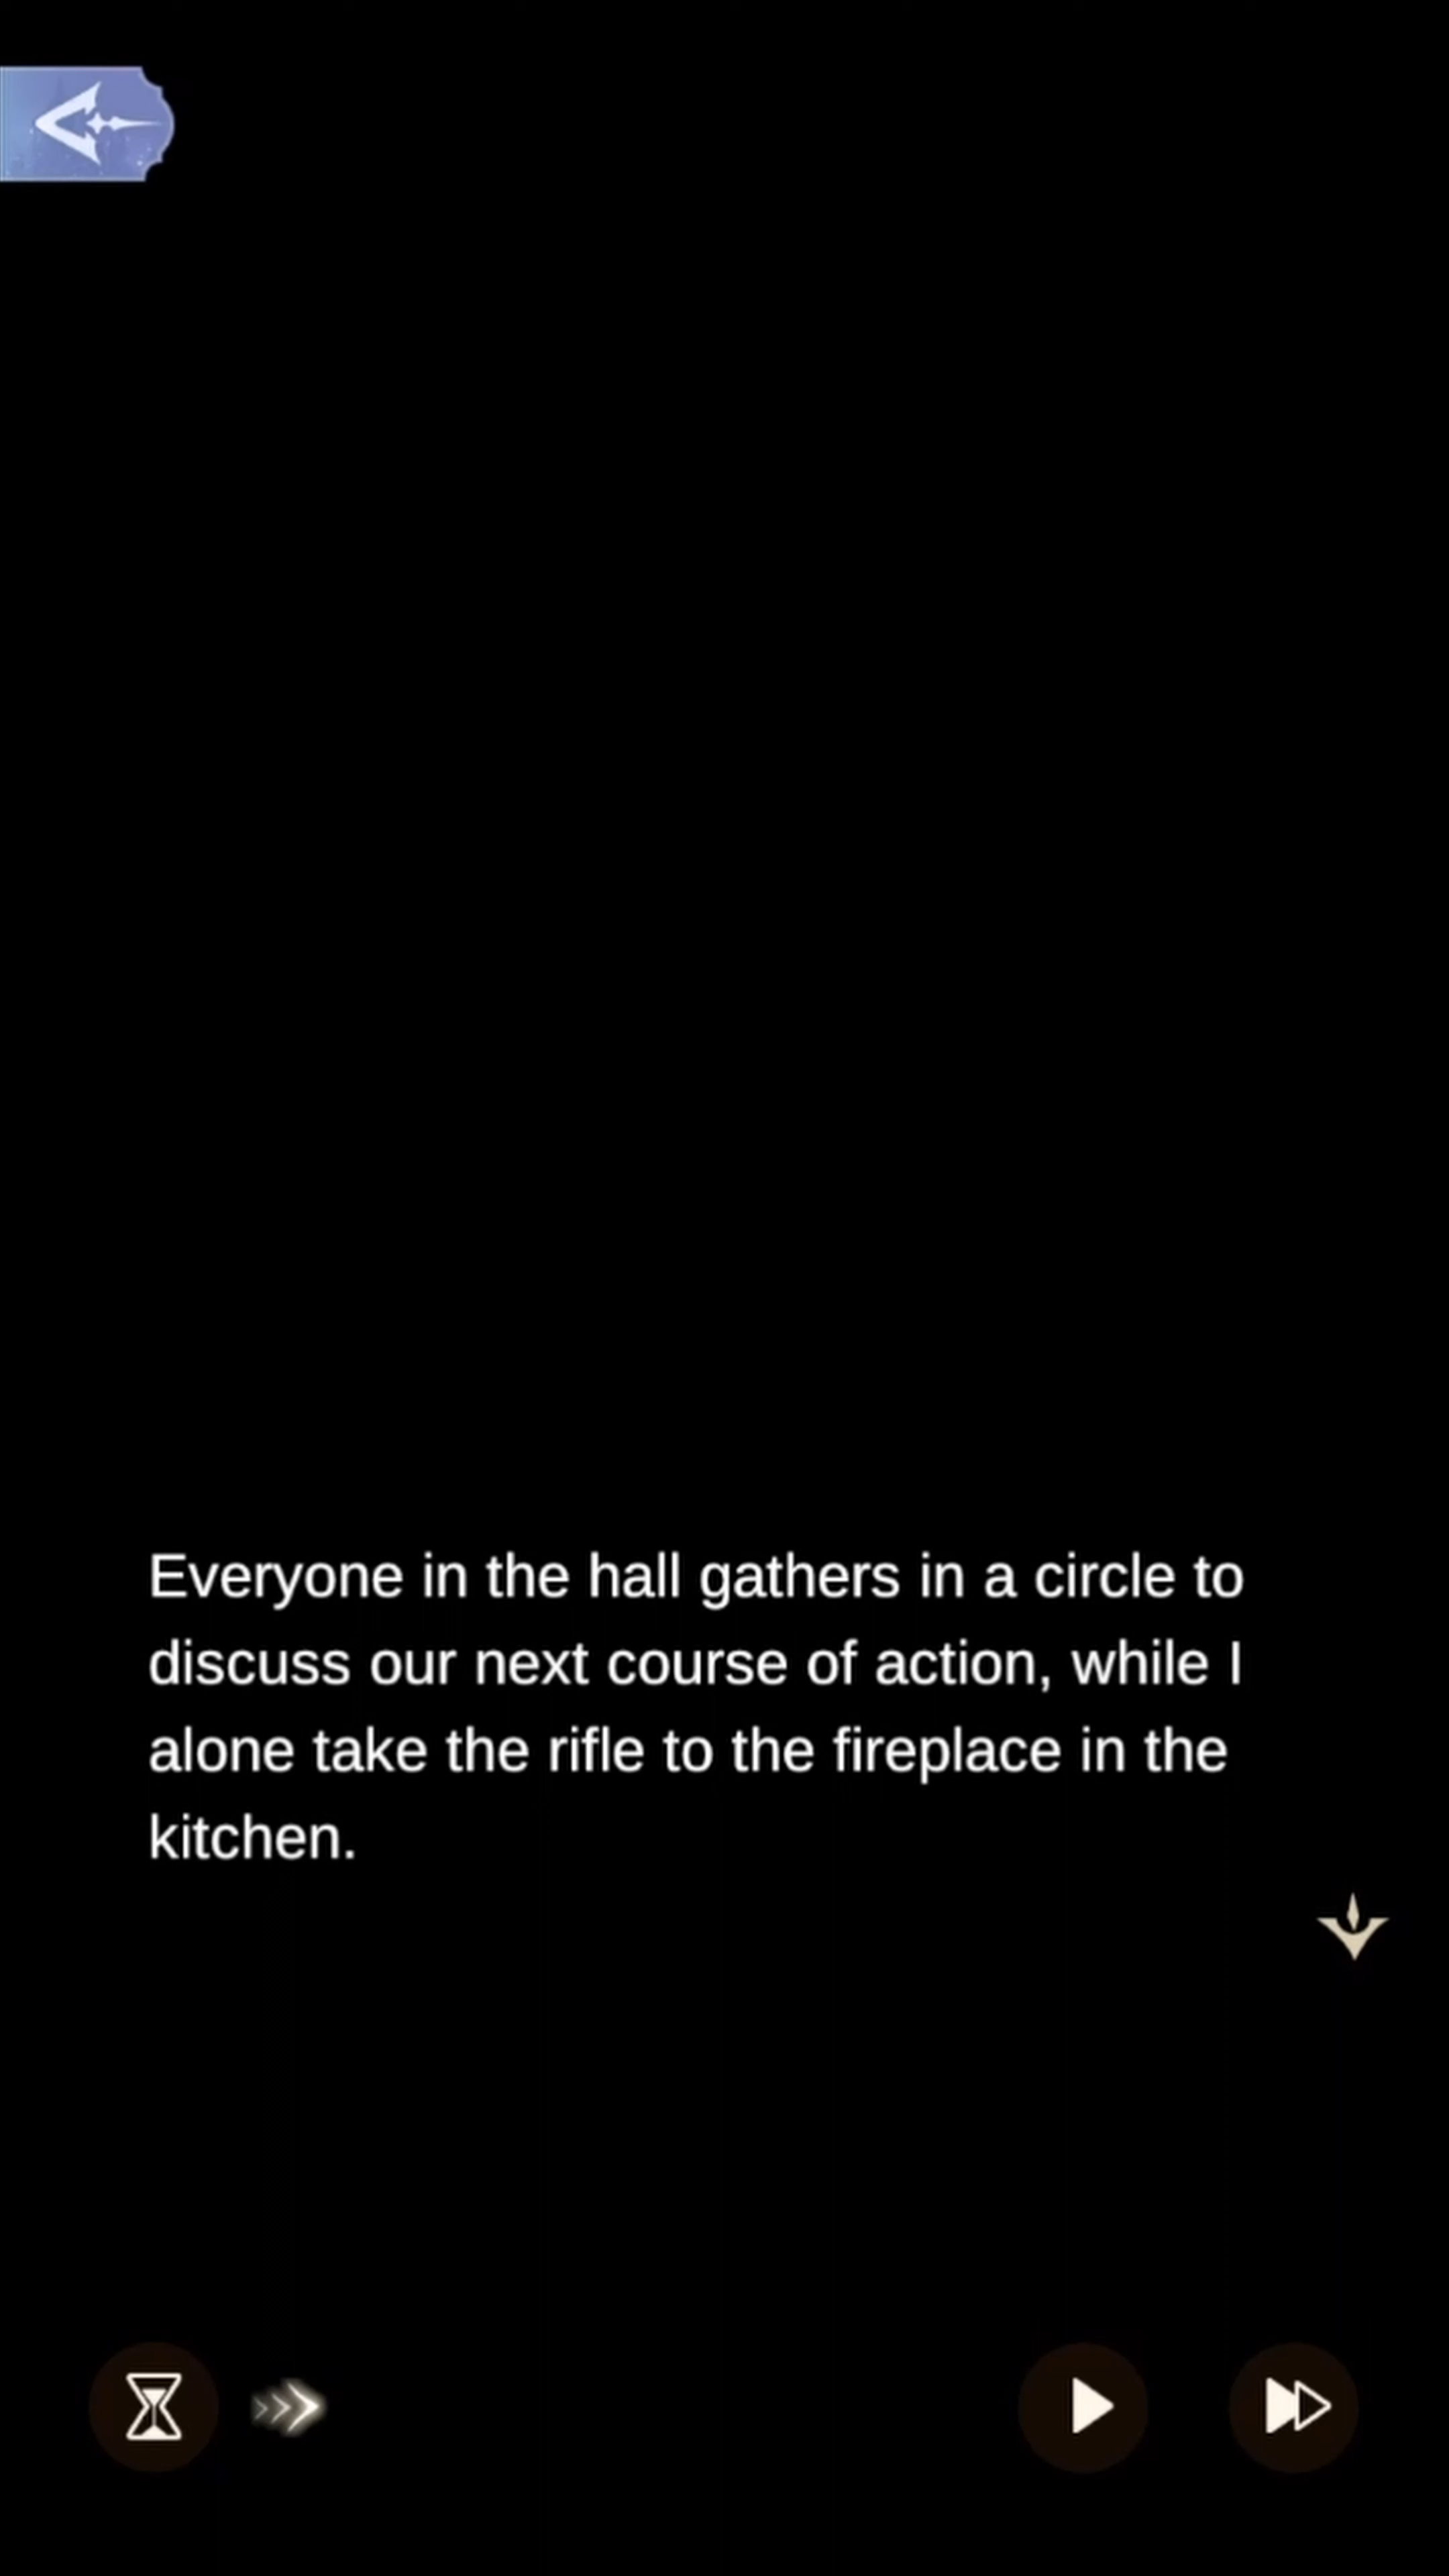 Everyone in the hall gathers in a circle to
discuss our next course of action, while I
alone take the rifle to the fireplace in the
kitchen.